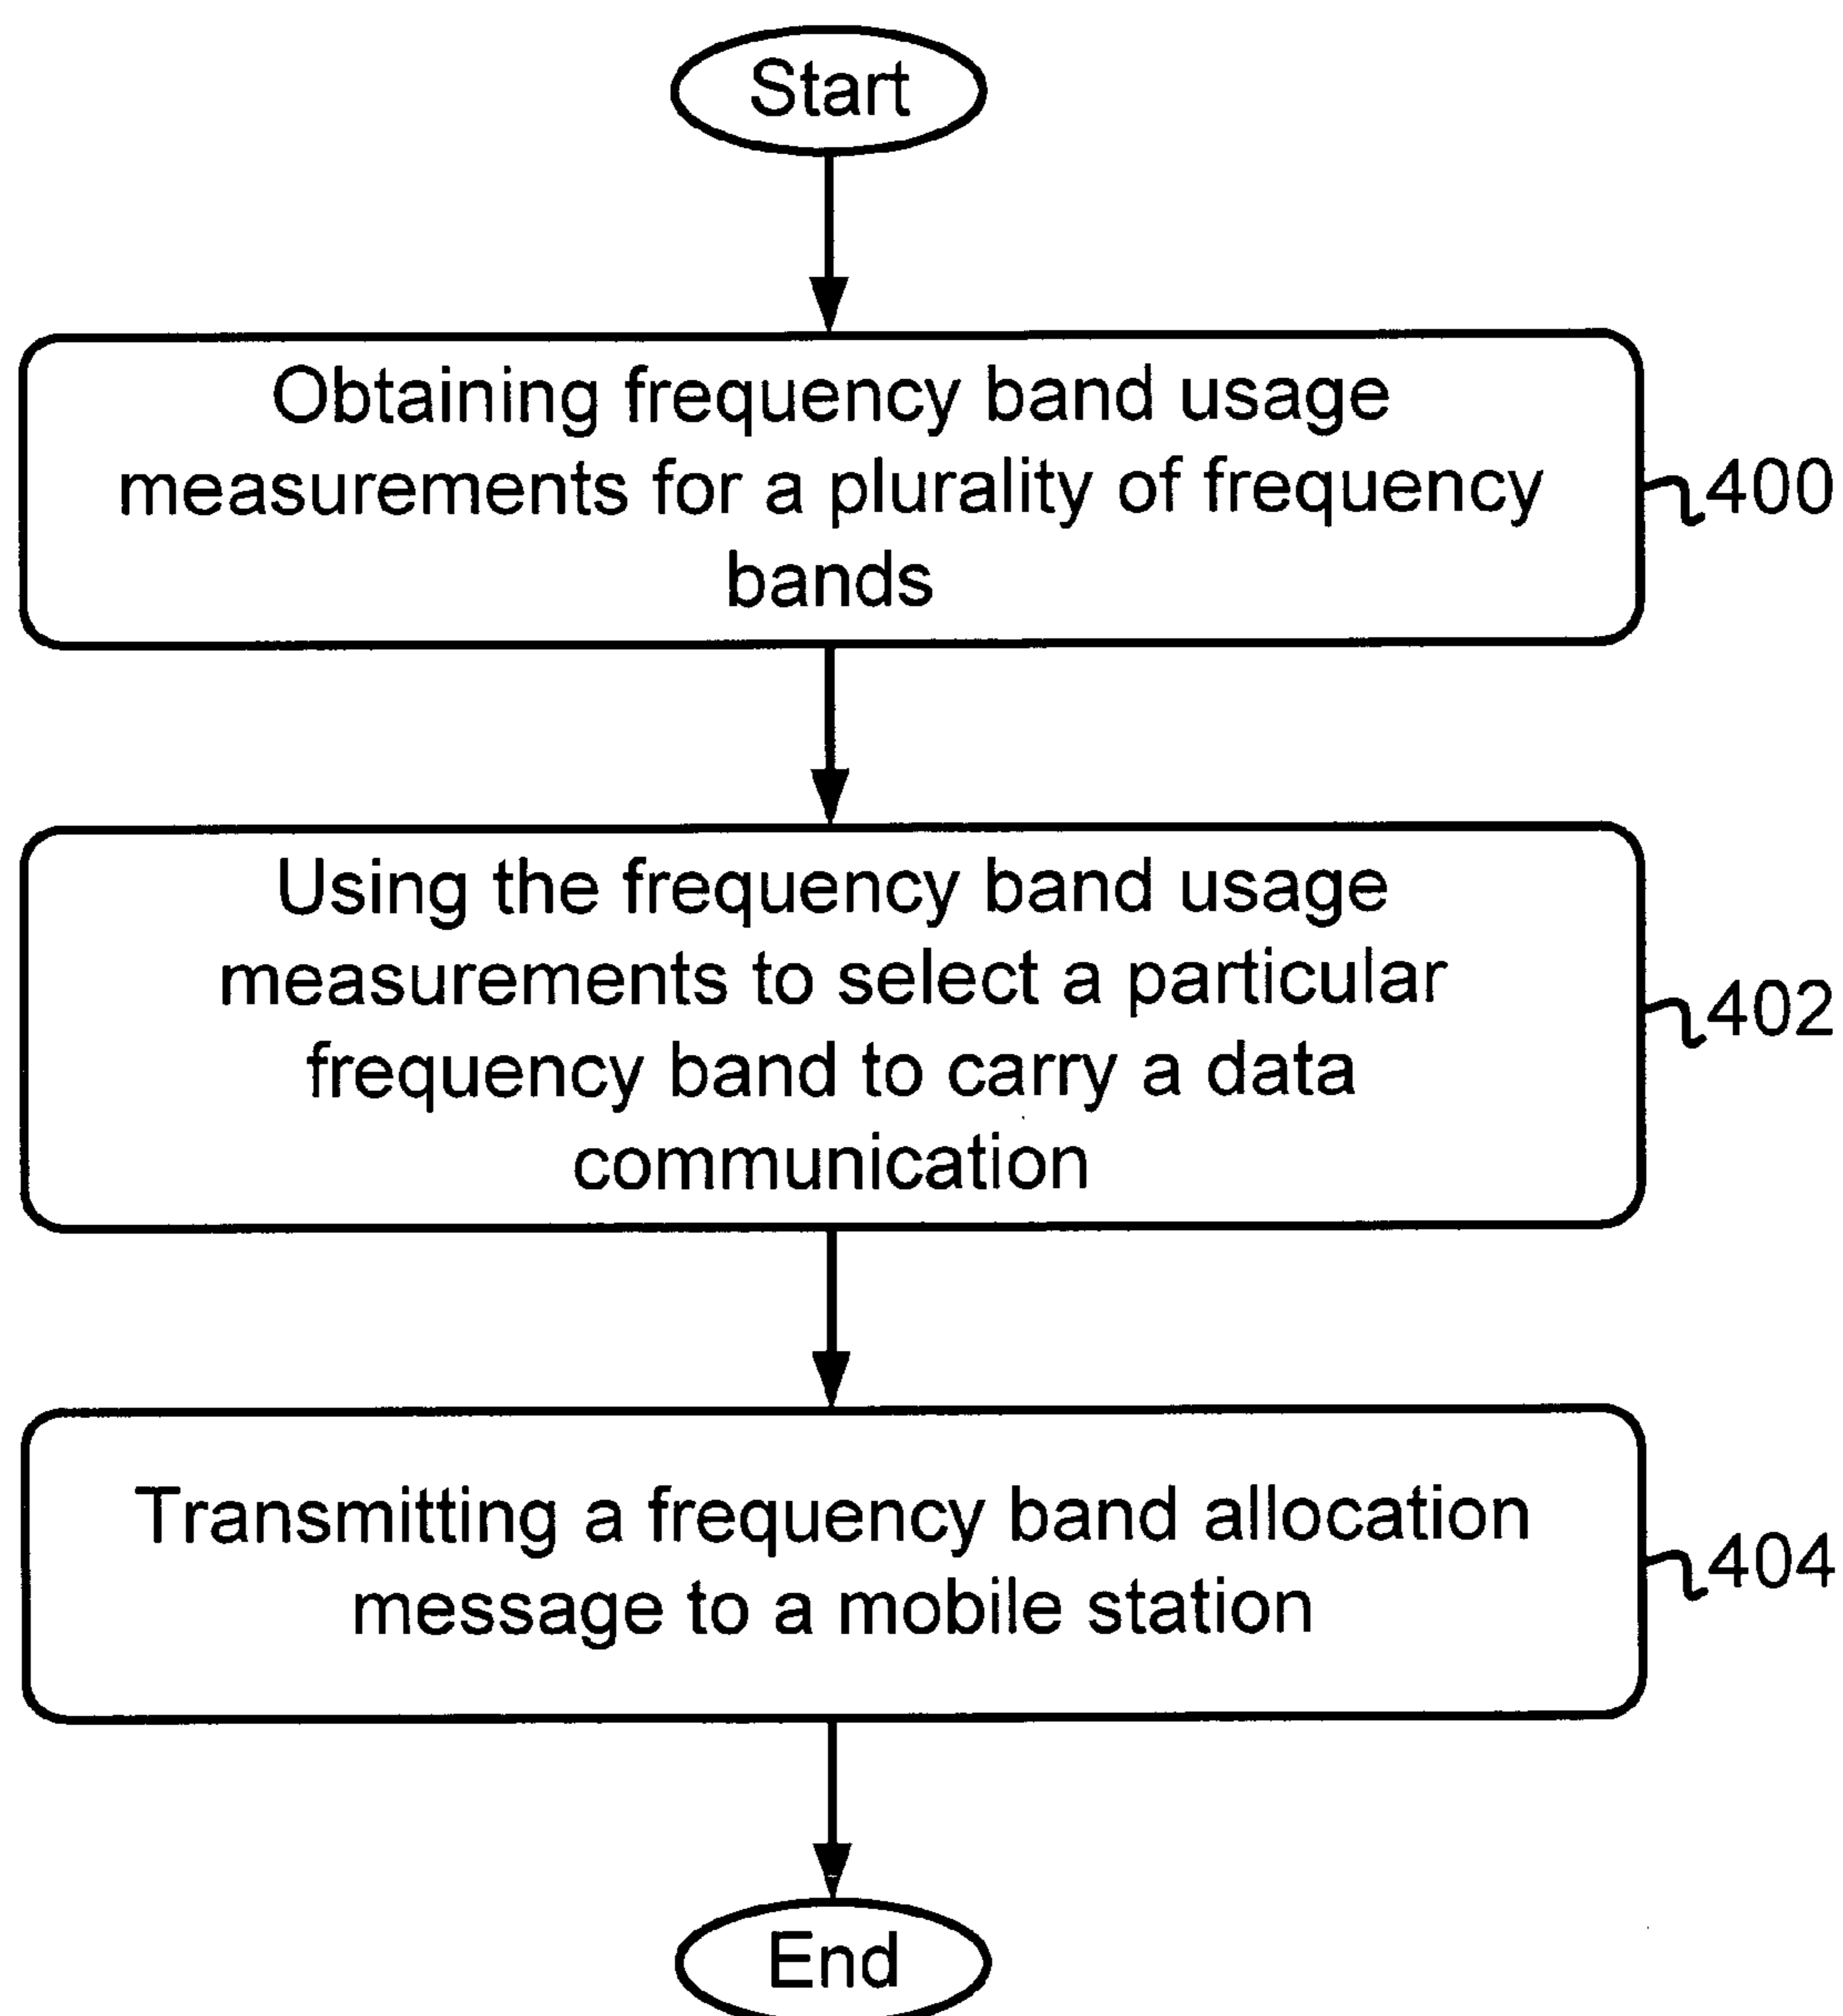 Start
Obtaining frequency band usage
measurements for a plurality of frequency
bands
400
Using the frequency band usage
measurements to select a particular
frequency band to carry a data
communication
402
Transmitting a frequency band allocation
message to a mobile station
404
End